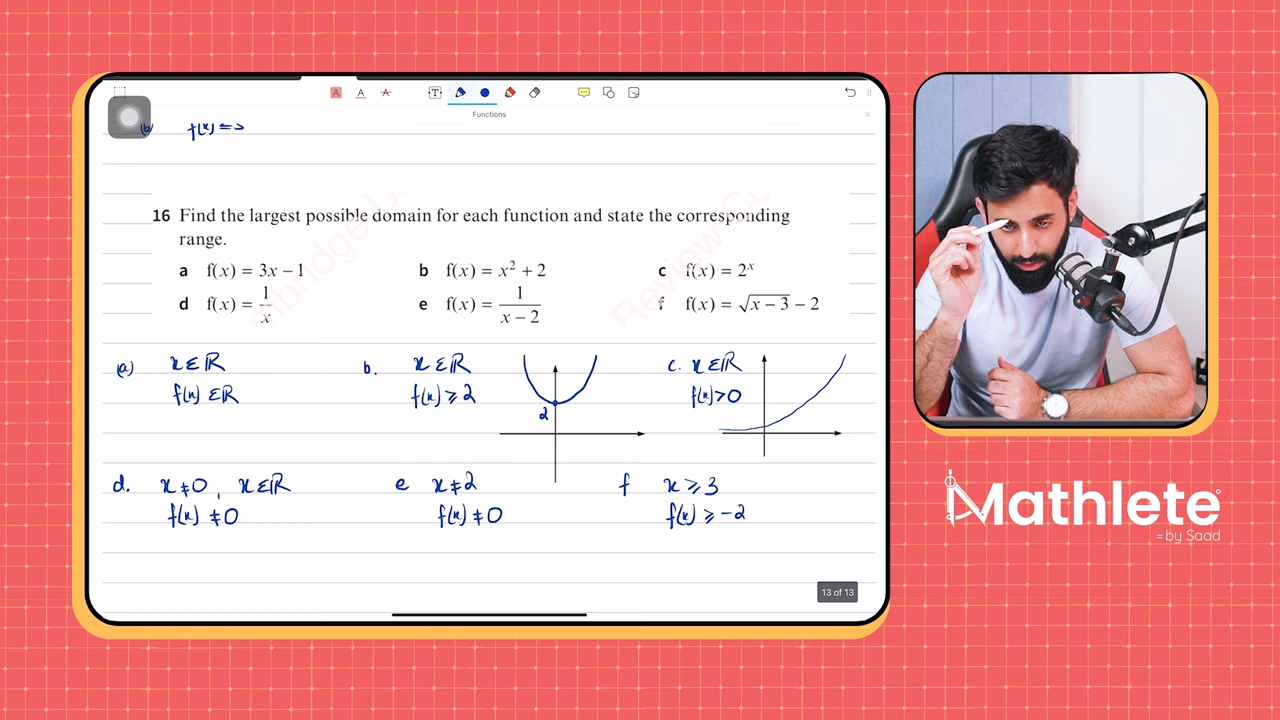 A A A T
Functions
(b) f(x) =
16 Find the largest possible domain for each function and state the corresponding
range.
a f(x) = 3x − 1 b f(x) = x² + 2 c f(x) = 2ˣ
d f(x) = 1/x e f(x) = 1/(x − 2) f f(x) = √(x − 3) − 2
(a) x ∈ ℝ b. x ∈ ℝ c. x ∈ ℝ
f(x) ∈ ℝ f(x) ⩾ 2 f(x) > 0
2
d. x ≠ 0, x ∈ ℝ e x ≠ 2 f x ⩾ 3
f(x) ≠ 0 f(x) ≠ 0 f(x) ⩾ −2
13 of 13
Mathlete
= by Saad